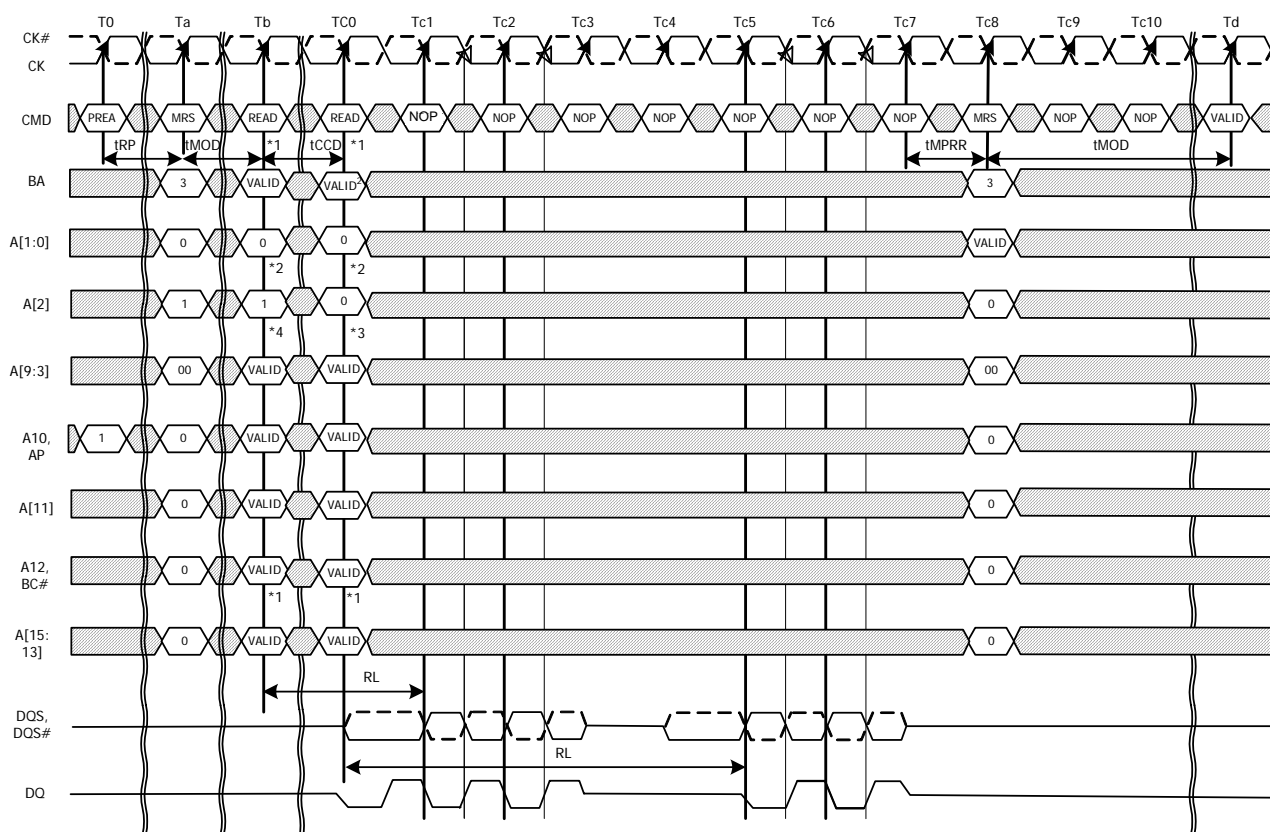 T0 Ta Tb TC0 Tc1 Tc2 Tc3 Tc4 Tc5 Tc6 Tc7 Tc8 Tc9 Tc10 Td
CK#
CK
CMD PREA MRS READ READ NOP NOP NOP NOP NOP NOP NOP MRS NOP NOP VALID
tRP tMOD *1 tCCD *1 tMPRR tMOD
BA 3 VALID VALID2 3
A[1:0] 0 0 0 VALID
*2 *2
A[2] 1 1 0 0
*4 *3
A[9:3] 00 VALID VALID 00
A10,
AP 1 0 VALID VALID 0
A[11] 0 VALID VALID 0
A12,
BC# 0 VALID VALID 0
*1 *1
A[15:
13] 0 VALID VALID 0
RL
DQS,
DQS#
RL
DQ